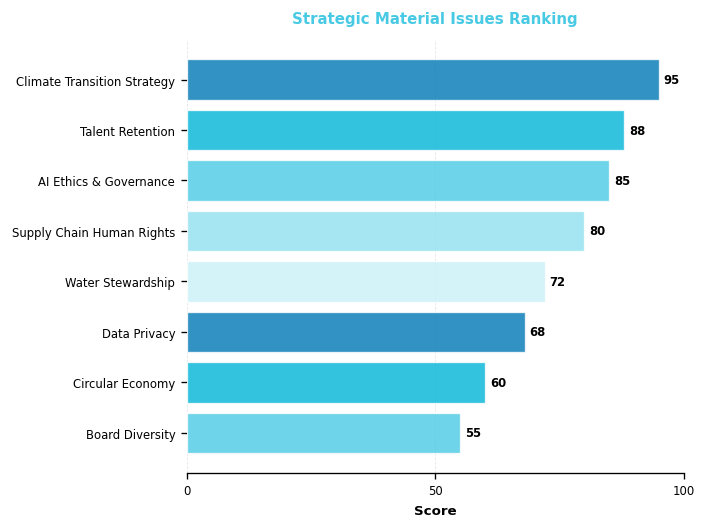 Strategic Material Issues Ranking
Climate Transition Strategy 95
Talent Retention 88
AI Ethics & Governance 85
Supply Chain Human Rights 80
Water Stewardship 72
Data Privacy 68
Circular Economy 60
Board Diversity 55
0 50 100
Score